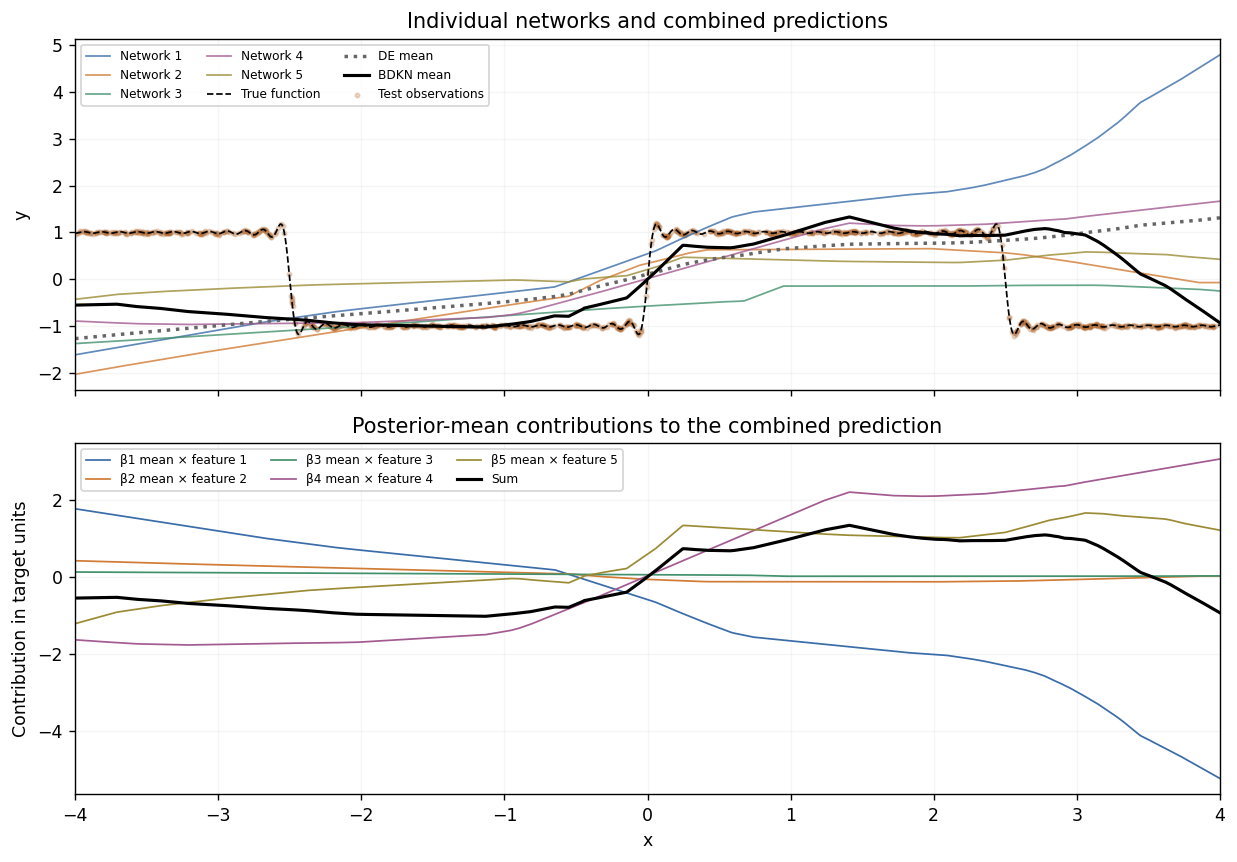 Individual networks and combined predictions
Network 1 Network 4 DE mean
Network 2 Network 5 BDKN mean
Network 3 True function Test observations
5
4
3
2
1
0
−1
−2
y
Posterior-mean contributions to the combined prediction
β1 mean × feature 1 β3 mean × feature 3 β5 mean × feature 5
β2 mean × feature 2 β4 mean × feature 4 Sum
2
0
−2
−4
Contribution in target units
−4 −3 −2 −1 0 1 2 3 4
x